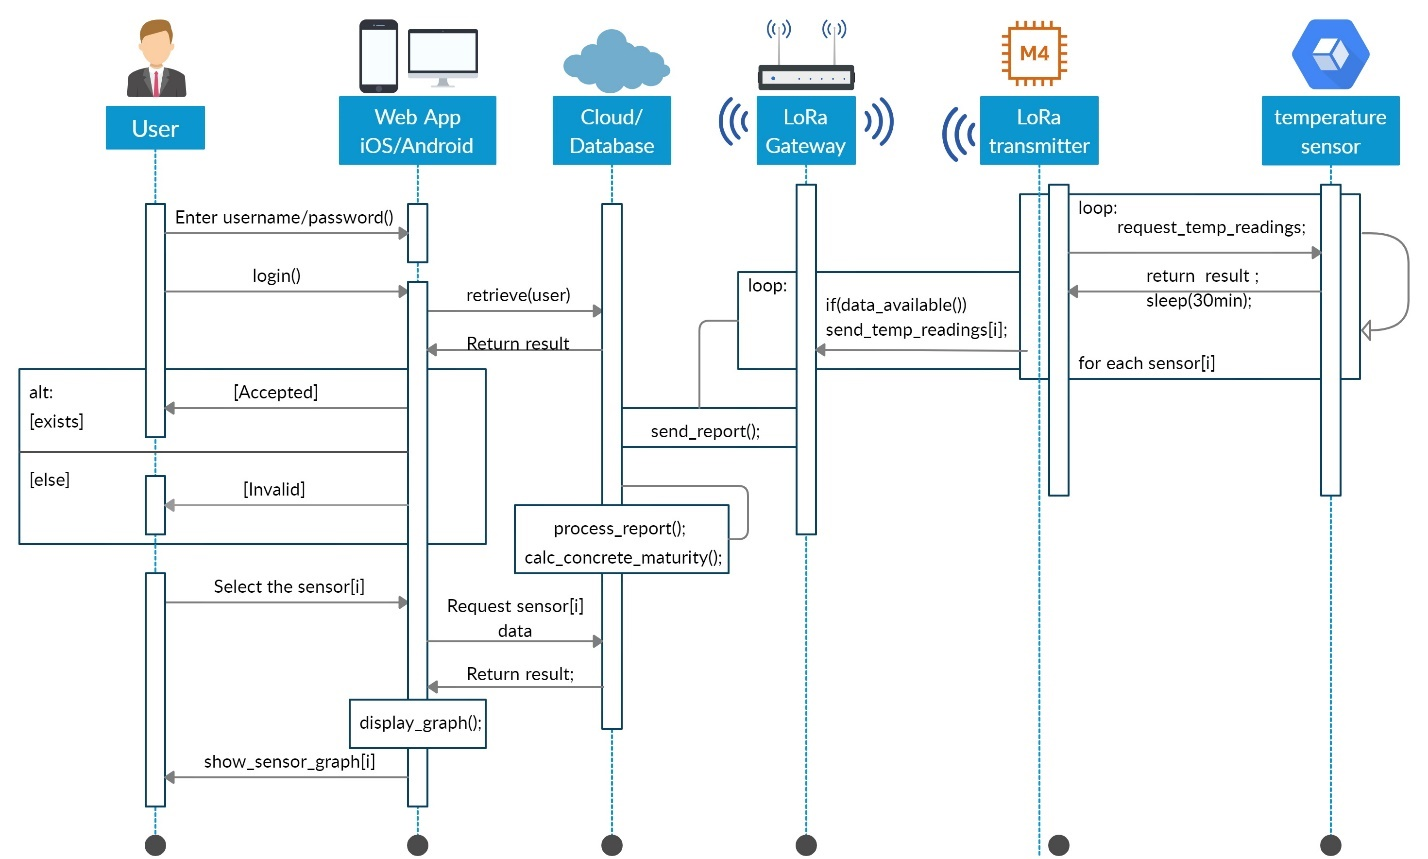 User
Web App
iOS/Android
Cloud/
Database
LoRa
Gateway
M4
LoRa
transmitter
temperature
sensor
Enter username/password()
login()
retrieve(user)
Return result
alt:
[exists]
[Accepted]
[else]
[Invalid]
loop:
request_temp_readings;
return result ;
sleep(30min);
for each sensor[i]
loop:
if(data_available())
send_temp_readings[i];
send_report();
process_report();
calc_concrete_maturity();
Select the sensor[i]
Request sensor[i]
data
Return result;
display_graph();
show_sensor_graph[i]